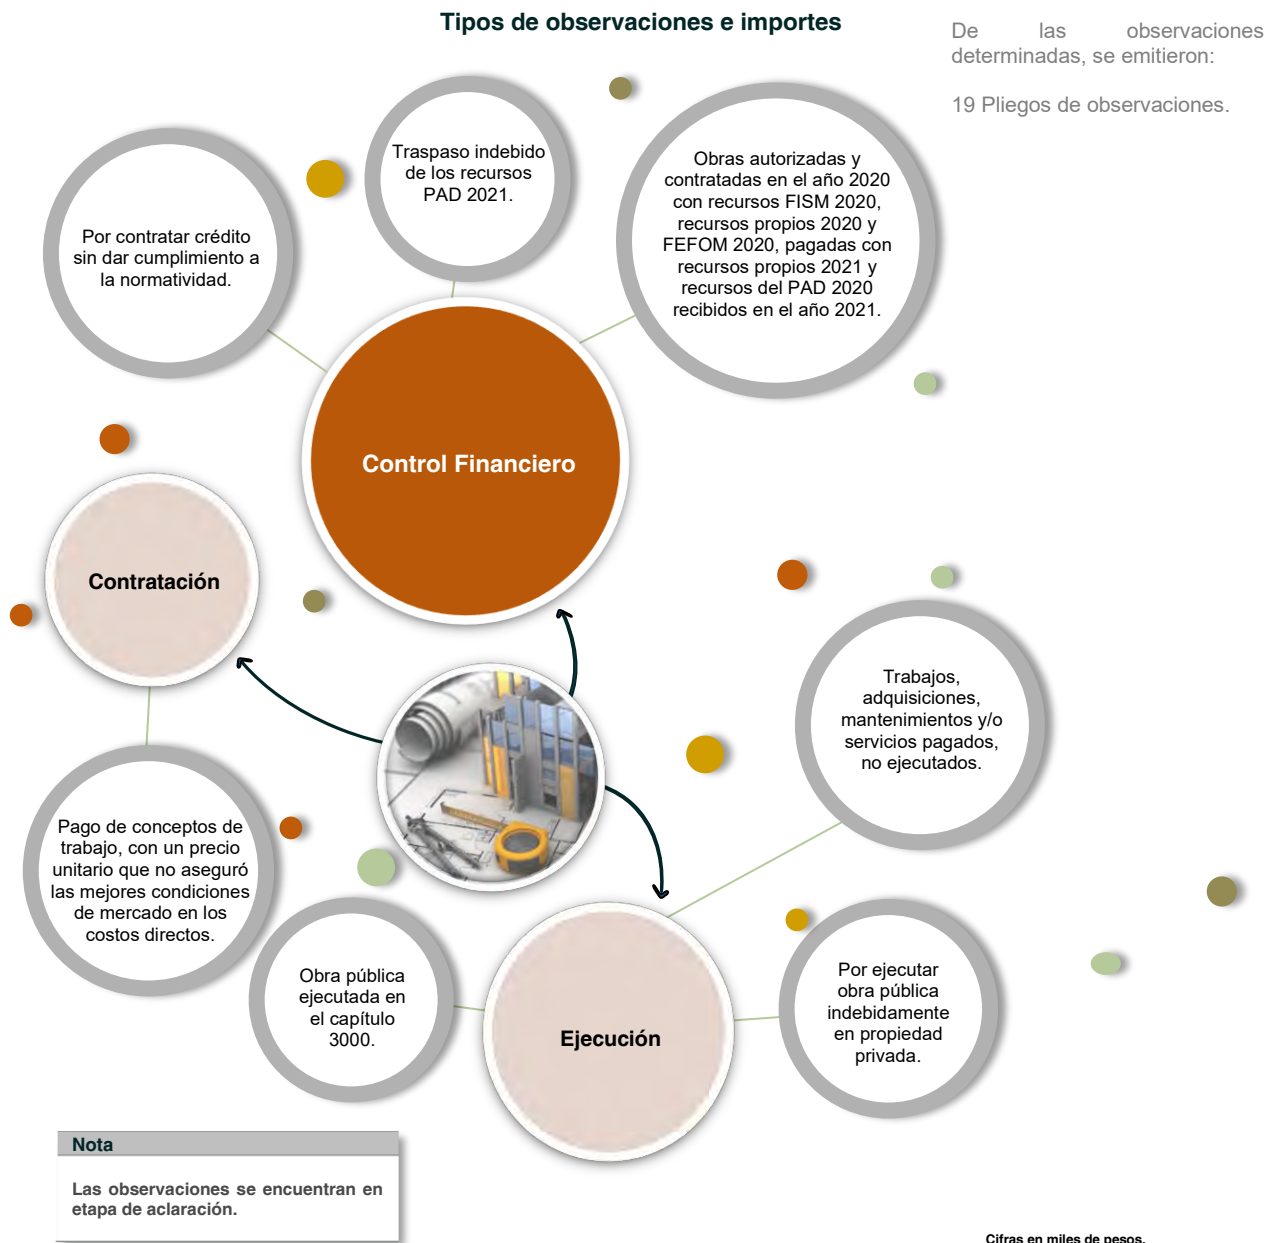 Tipos de observaciones e importes
De las observaciones
determinadas, se emitieron:
19 Pliegos de observaciones.
Traspaso indebido
de los recursos
PAD 2021.
Obras autorizadas y
contratadas en el año 2020
con recursos FISM 2020,
recursos propios 2020 y
FEFOM 2020, pagadas con
recursos propios 2021 y
recursos del PAD 2020
recibidos en el año 2021.
Por contratar crédito
sin dar cumplimiento a
la normatividad.
Control Financiero
Contratación
Trabajos,
adquisiciones,
mantenimientos y/o
servicios pagados,
no ejecutados.
Pago de conceptos de
trabajo, con un precio
unitario que no aseguró
las mejores condiciones
de mercado en los
costos directos.
Obra pública
ejecutada en
el capítulo
3000.
Ejecución
Por ejecutar
obra pública
indebidamente
en propiedad
privada.
Nota
Las observaciones se encuentran en
etapa de aclaración.
Cifras en miles de pesos.